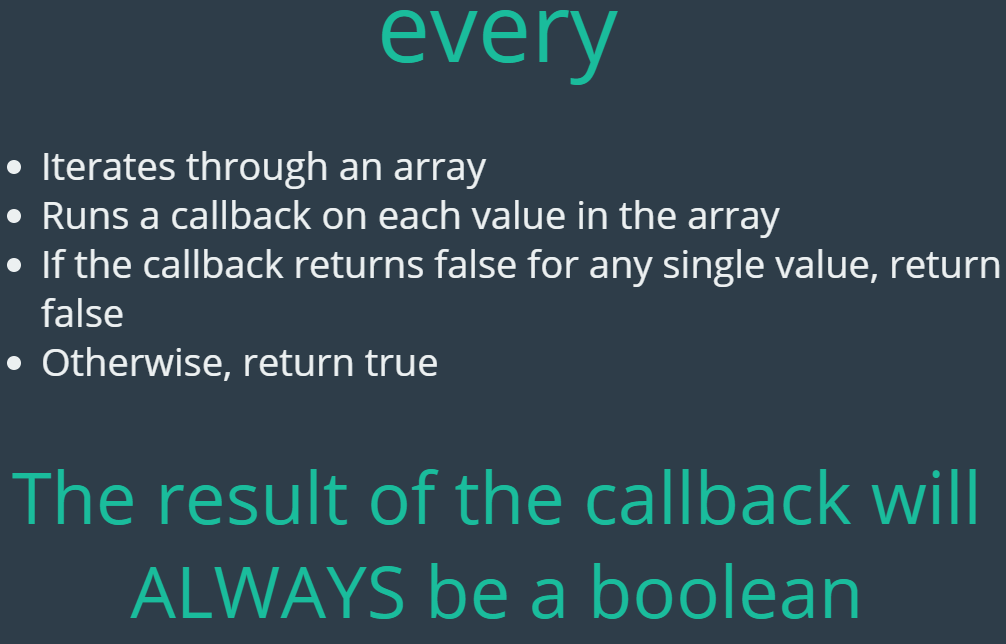 every
• Iterates through an array
• Runs a callback on each value in the array
• If the callback returns false for any single value, return
false
• Otherwise, return true
The result of the callback will
ALWAYS be a boolean